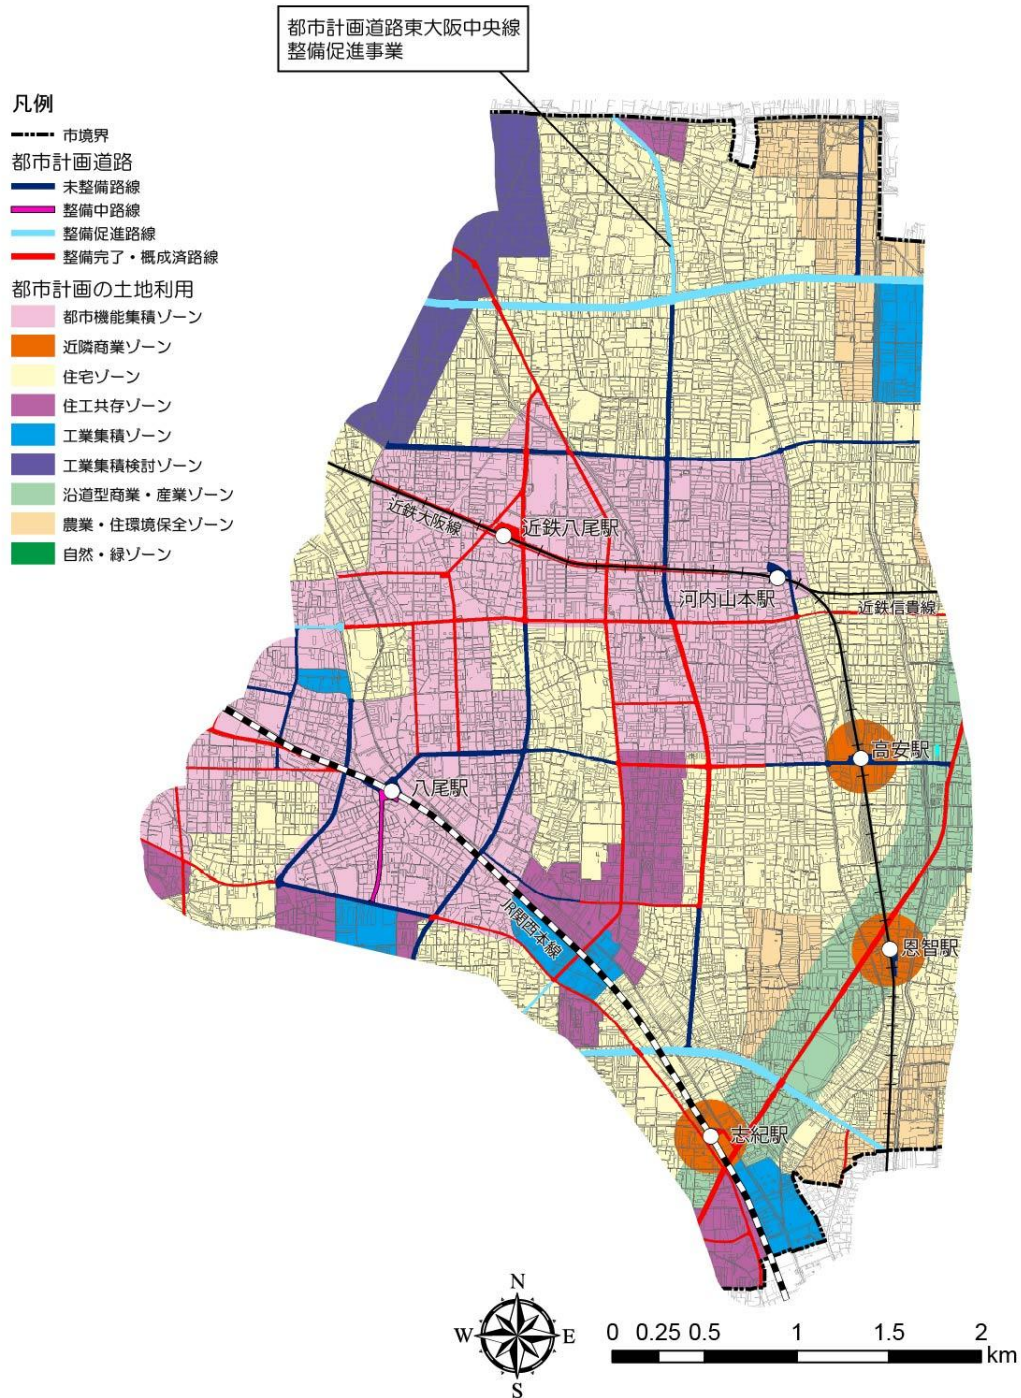 都市計画道路東大阪中央線
整備促進事業
凡例
市境界
都市計画道路
未整備路線
整備中路線
整備促進路線
整備完了・概成済路線
都市計画の土地利用
都市機能集積ゾーン
近隣商業ゾーン
住宅ゾーン
住工共存ゾーン
工業集積ゾーン
工業集積検討ゾーン
沿道型商業・産業ゾーン
農業・住環境保全ゾーン
自然・緑ゾーン
近鉄大阪線
近鉄八尾駅
河内山本駅
近鉄信貴線
高安駅
八尾駅
JR関西本線
恩智駅
志紀駅
N
W E
S
0 0.25 0.5 1 1.5 2
km